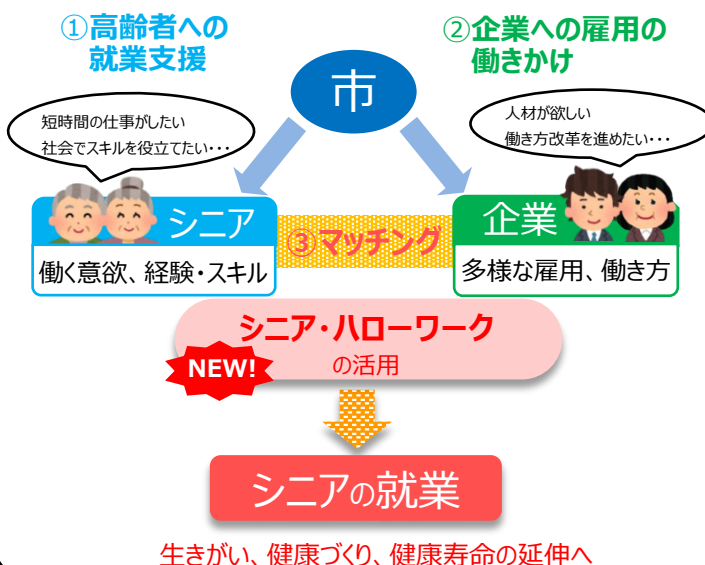 ①高齢者への
就業支援
②企業への雇用の
働きかけ
市
短時間の仕事がしたい
社会でスキルを役立てたい・・・
人材が欲しい
働き方改革を進めたい・・・
シニア
働く意欲、経験・スキル
③マッチング
企業
多様な雇用、働き方
シニア・ハローワーク
の活用
NEW!
シニアの就業
生きがい、健康づくり、健康寿命の延伸へ